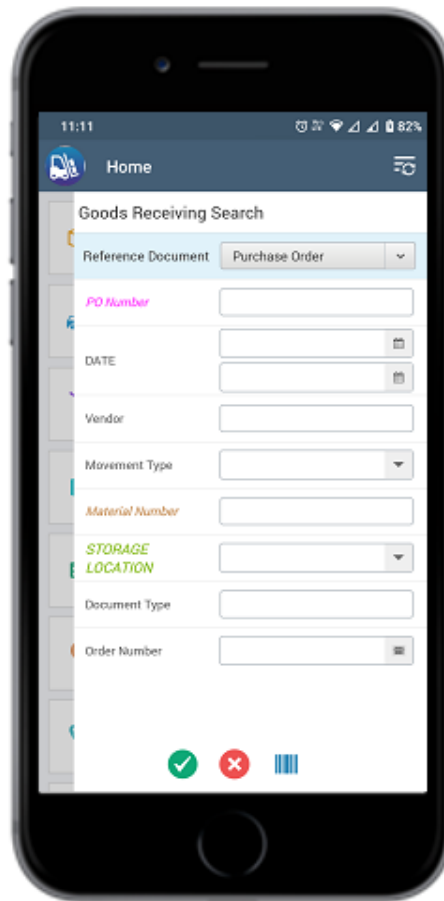 11:11
82%
Home
Goods Receiving Search
Reference Document Purchase Order
PO Number
DATE
Vendor
Movement Type
Material Number
STORAGE
LOCATION
Document Type
Order Number